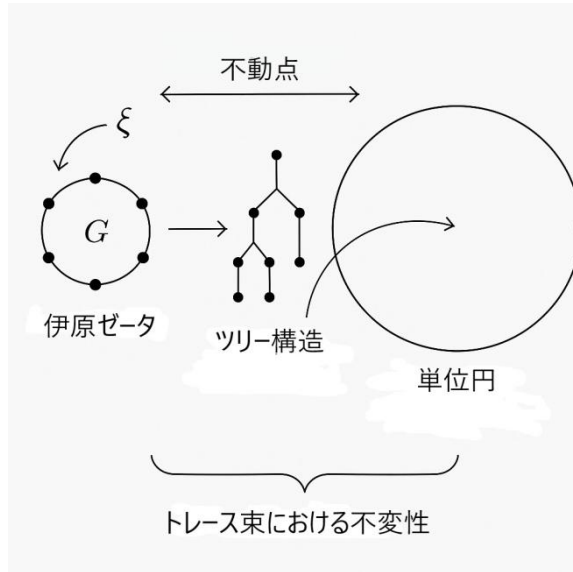 不動点
ξ
G
伊原ゼータ
ツリー構造
単位円
トレース束における不変性